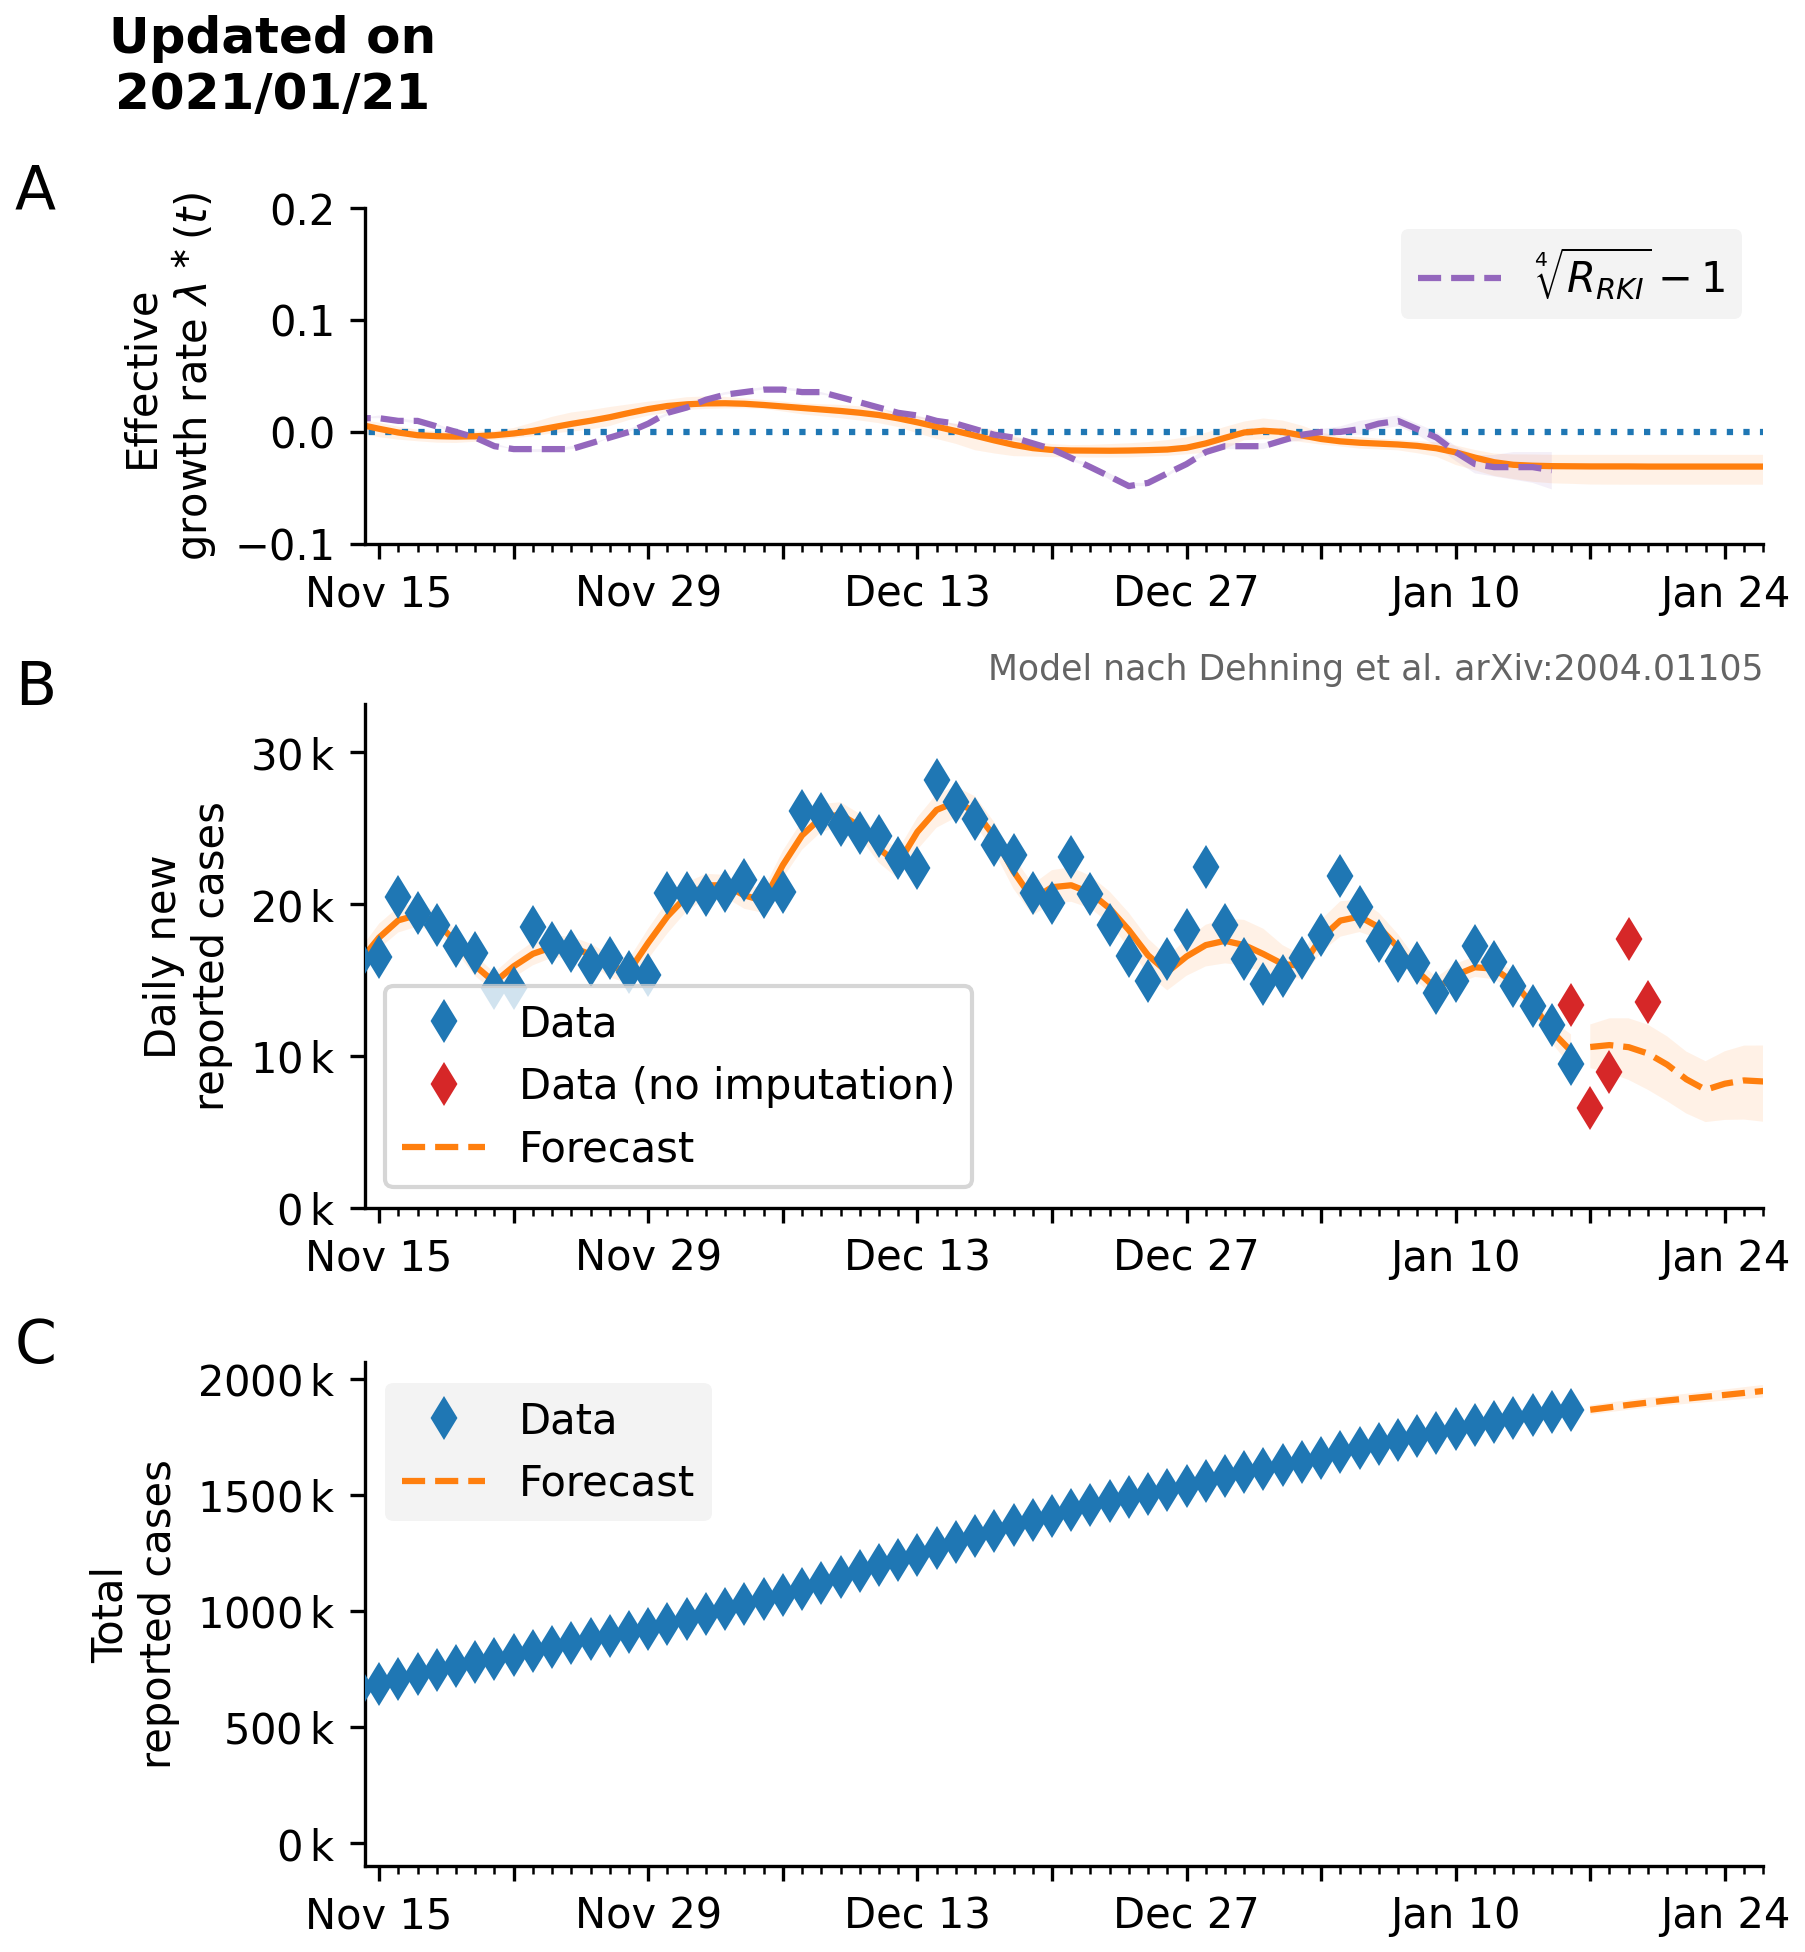 Updated on
2021/01/21
A
Effective
growth rate λ * (t)
0.2
0.1
0.0
−0.1
∜R_RKI − 1
Nov 15 Nov 29 Dec 13 Dec 27 Jan 10 Jan 24
B
Model nach Dehning et al. arXiv:2004.01105
Daily new
reported cases
30 k
20 k
10 k
0 k
Data
Data (no imputation)
Forecast
Nov 15 Nov 29 Dec 13 Dec 27 Jan 10 Jan 24
C
Total
reported cases
2000 k
1500 k
1000 k
500 k
0 k
Data
Forecast
Nov 15 Nov 29 Dec 13 Dec 27 Jan 10 Jan 24